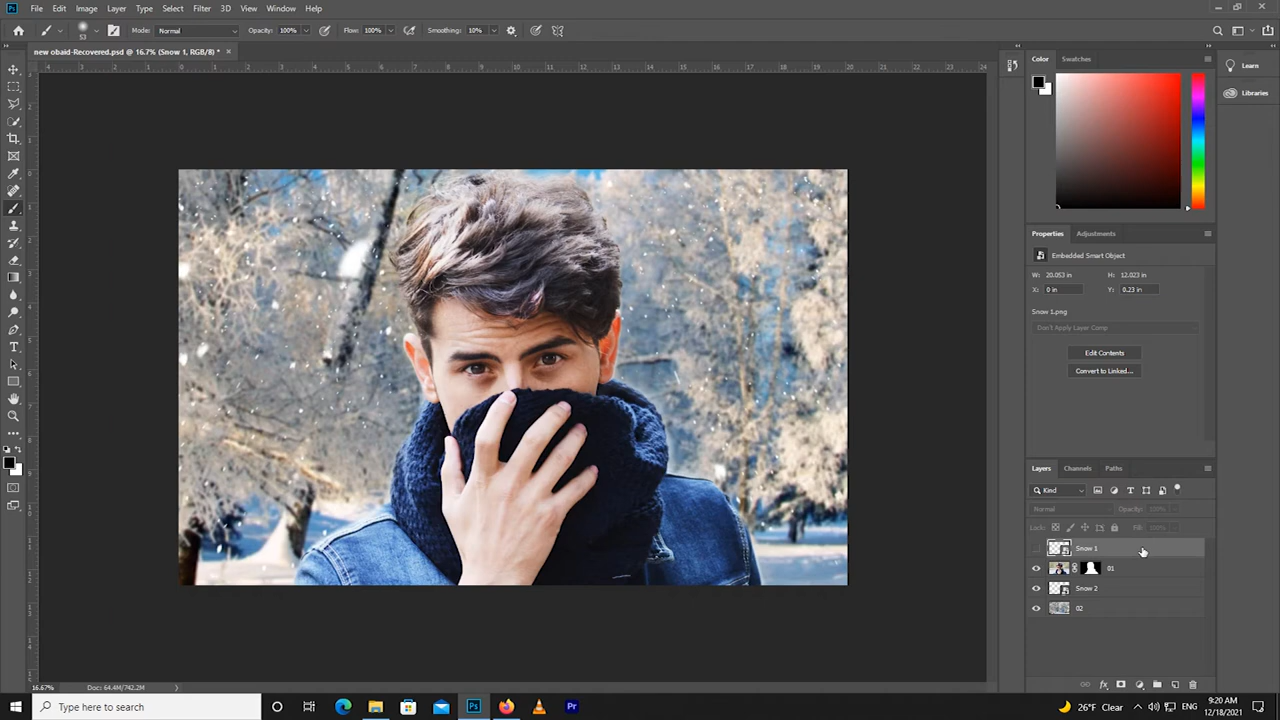 Ps File Edit Image Layer Type Select Filter 3D View Window Help
53 Mode: Normal Opacity: 100% Flow: 100% Smoothing: 10%
new obaid-Recovered.psd @ 16.7% (Snow 1, RGB/8) *
Color Swatches
Learn
Libraries
Properties Adjustments
Embedded Smart Object
W: 20.053 in H: 12.023 in
X: 0 in Y: 0.23 in
Snow 1.png
Don't Apply Layer Comp
Edit Contents
Convert to Linked...
Layers Channels Paths
Kind
Normal Opacity: 100%
Lock: Fill: 100%
Snow 1
01
Snow 2
02
16.67% Doc: 64.4M/742.2M
Type here to search
Ps
Pr
26°F Clear
ENG
9:20 AM
12/18/2021